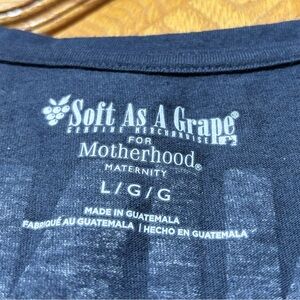 Soft As A Grape®
GENUINE MERCHANDISE
FOR
Motherhood®
MATERNITY
L/G/G
MADE IN GUATEMALA
FABRIQUÉ AU GUATEMALA | HECHO EN GUATEMALA